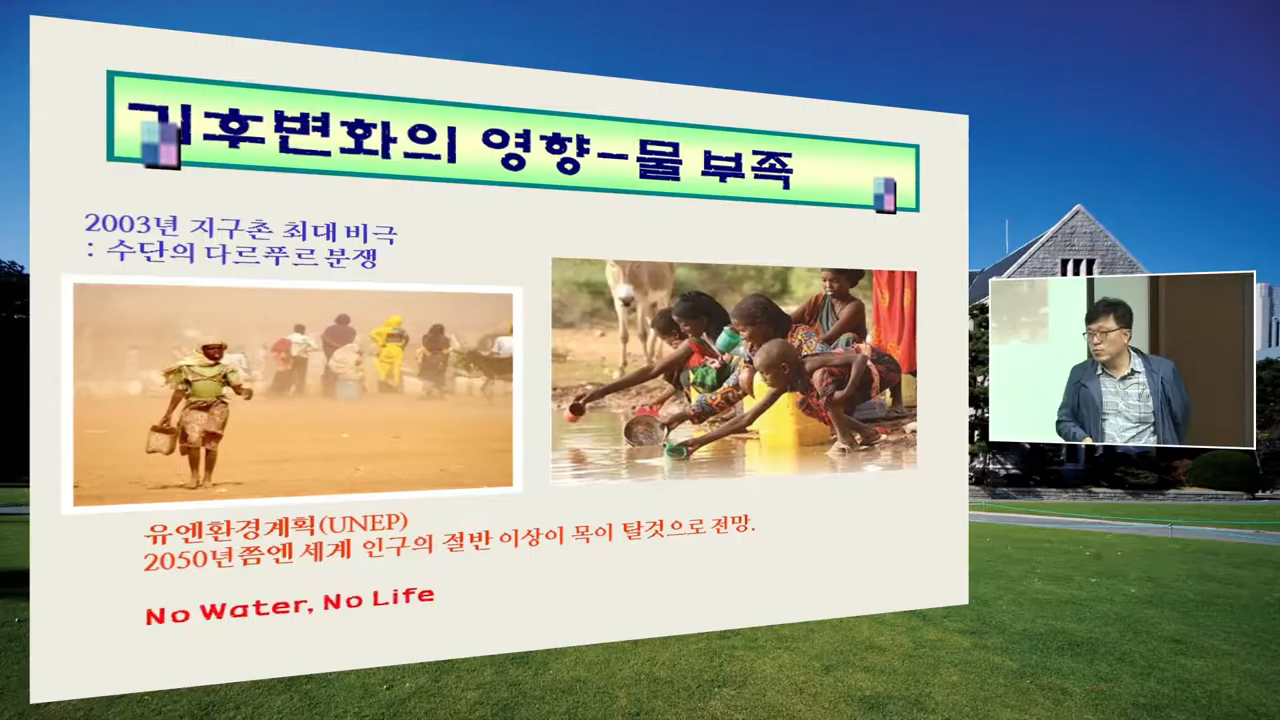 기후변화의 영향-물 부족
2003년 지구촌 최대 비극
: 수단의 다르푸르 분쟁
유엔환경계획(UNEP)
2050년쯤엔 세계 인구의 절반 이상이 목이 탈것으로 전망.
No Water, No Life